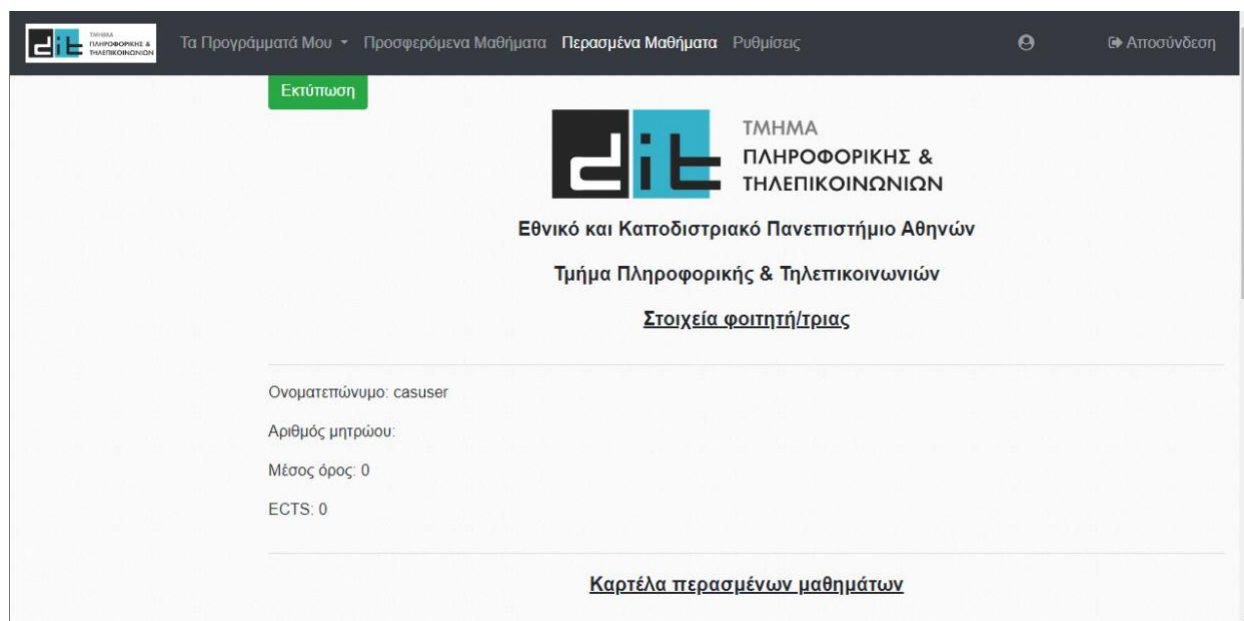 dit
ΤΜΗΜΑ
ΠΛΗΡΟΦΟΡΙΚΗΣ &
ΤΗΛΕΠΙΚΟΙΝΩΝΙΩΝ
Τα Προγράμματά Μου Προσφερόμενα Μαθήματα Περασμένα Μαθήματα Ρυθμίσεις Αποσύνδεση
Εκτύπωση
dit
ΤΜΗΜΑ
ΠΛΗΡΟΦΟΡΙΚΗΣ &
ΤΗΛΕΠΙΚΟΙΝΩΝΙΩΝ
Εθνικό και Καποδιστριακό Πανεπιστήμιο Αθηνών
Τμήμα Πληροφορικής & Τηλεπικοινωνιών
Στοιχεία φοιτητή/τριας
Ονοματεπώνυμο: casuser
Αριθμός μητρώου:
Μέσος όρος: 0
ECTS: 0
Καρτέλα περασμένων μαθημάτων